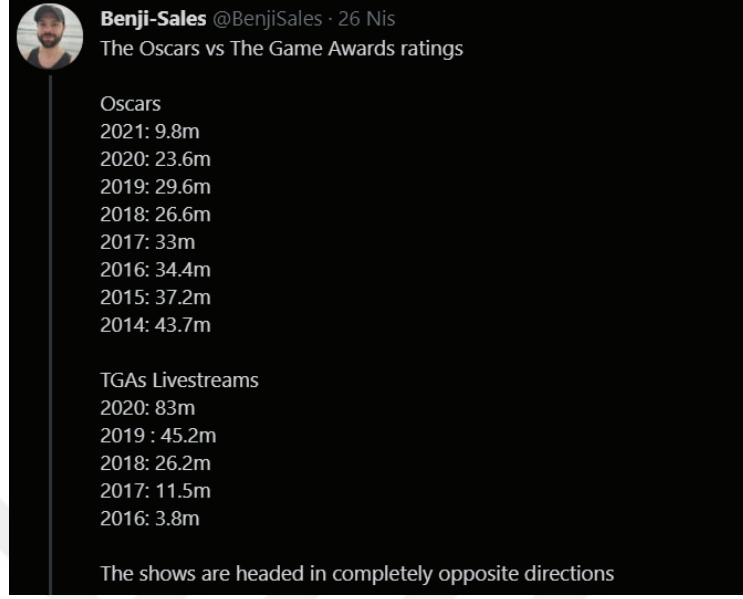 Benji-Sales @BenjiSales · 26 Nis
The Oscars vs The Game Awards ratings
Oscars
2021: 9.8m
2020: 23.6m
2019: 29.6m
2018: 26.6m
2017: 33m
2016: 34.4m
2015: 37.2m
2014: 43.7m
TGAs Livestreams
2020: 83m
2019 : 45.2m
2018: 26.2m
2017: 11.5m
2016: 3.8m
The shows are headed in completely opposite directions